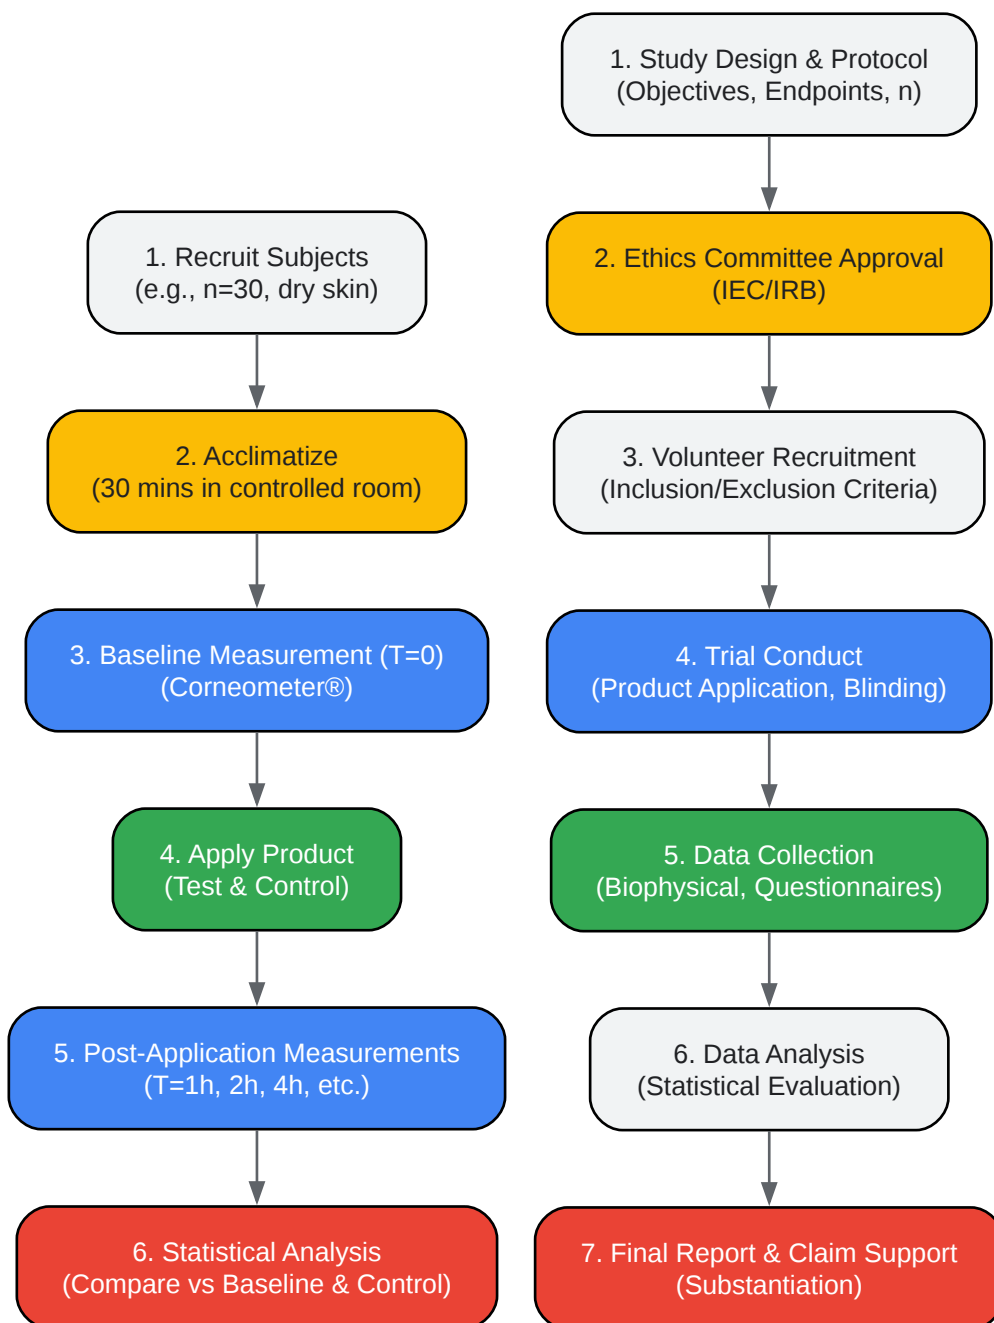 1. Recruit Subjects
(e.g., n=30, dry skin)
2. Acclimatize
(30 mins in controlled room)
3. Baseline Measurement (T=0)
(Corneometer®)
4. Apply Product
(Test & Control)
5. Post-Application Measurements
(T=1h, 2h, 4h, etc.)
6. Statistical Analysis
(Compare vs Baseline & Control)
1. Study Design & Protocol
(Objectives, Endpoints, n)
2. Ethics Committee Approval
(IEC/IRB)
3. Volunteer Recruitment
(Inclusion/Exclusion Criteria)
4. Trial Conduct
(Product Application, Blinding)
5. Data Collection
(Biophysical, Questionnaires)
6. Data Analysis
(Statistical Evaluation)
7. Final Report & Claim Support
(Substantiation)